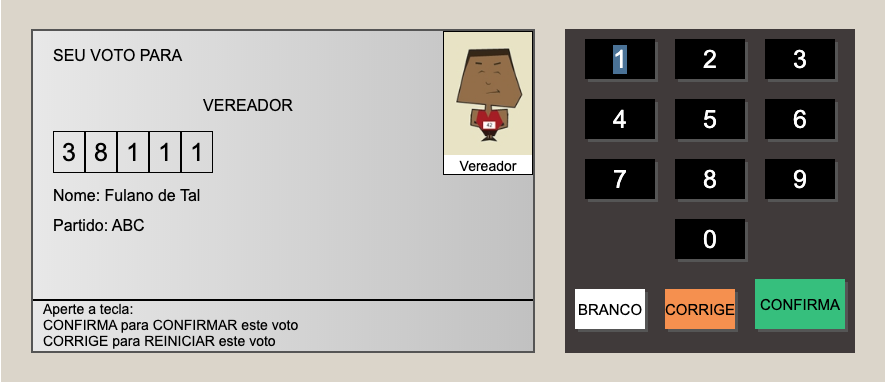 SEU VOTO PARA
VEREADOR
3 8 1 1 1
Nome: Fulano de Tal
Partido: ABC
42
Vereador
Aperte a tecla:
CONFIRMA para CONFIRMAR este voto
CORRIGE para REINICIAR este voto
1 2 3
4 5 6
7 8 9
0
BRANCO CORRIGE CONFIRMA